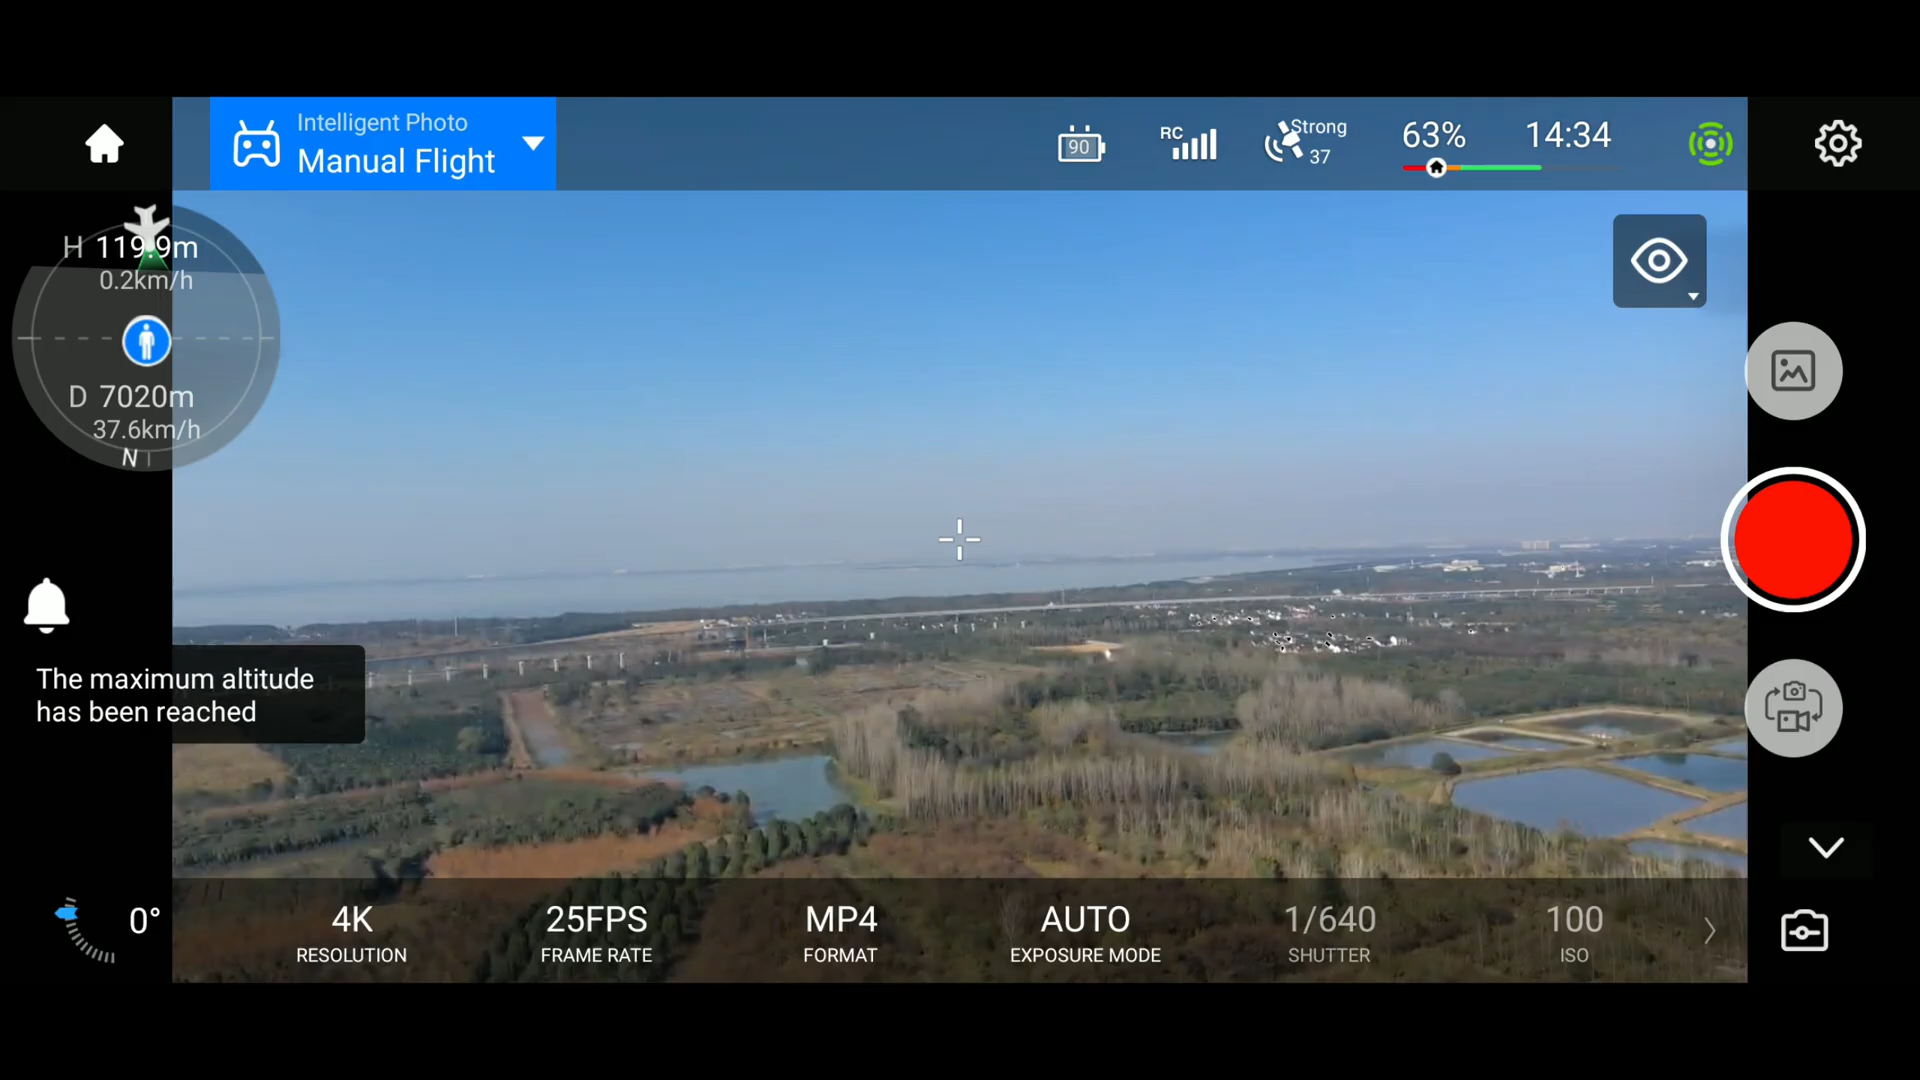 Intelligent Photo
Manual Flight
90
RC
Strong
37
63%
14:34
H 119.9m
0.2km/h
D 7020m
37.6km/h
N
The maximum altitude
has been reached
0°
4K
RESOLUTION
25FPS
FRAME RATE
MP4
FORMAT
AUTO
EXPOSURE MODE
1/640
SHUTTER
100
ISO